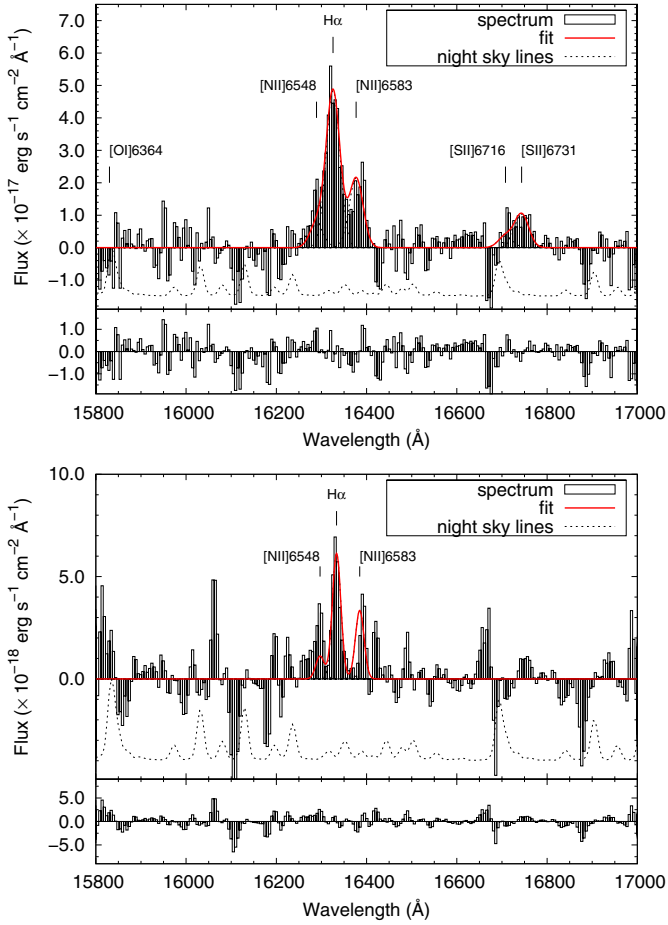 7.0
6.0
5.0
4.0
3.0
2.0
1.0
0.0
−1.0
Flux (× 10⁻¹⁷ erg s⁻¹ cm⁻² Å⁻¹)
Hα
[NII]6548
[NII]6583
[OI]6364
[SII]6716
[SII]6731
spectrum
fit
night sky lines
1.0
0.0
−1.0
15800 16000 16200 16400 16600 16800 17000
Wavelength (Å)
10.0
5.0
0.0
Flux (× 10⁻¹⁸ erg s⁻¹ cm⁻² Å⁻¹)
Hα
[NII]6548
[NII]6583
spectrum
fit
night sky lines
5.0
0.0
−5.0
15800 16000 16200 16400 16600 16800 17000
Wavelength (Å)